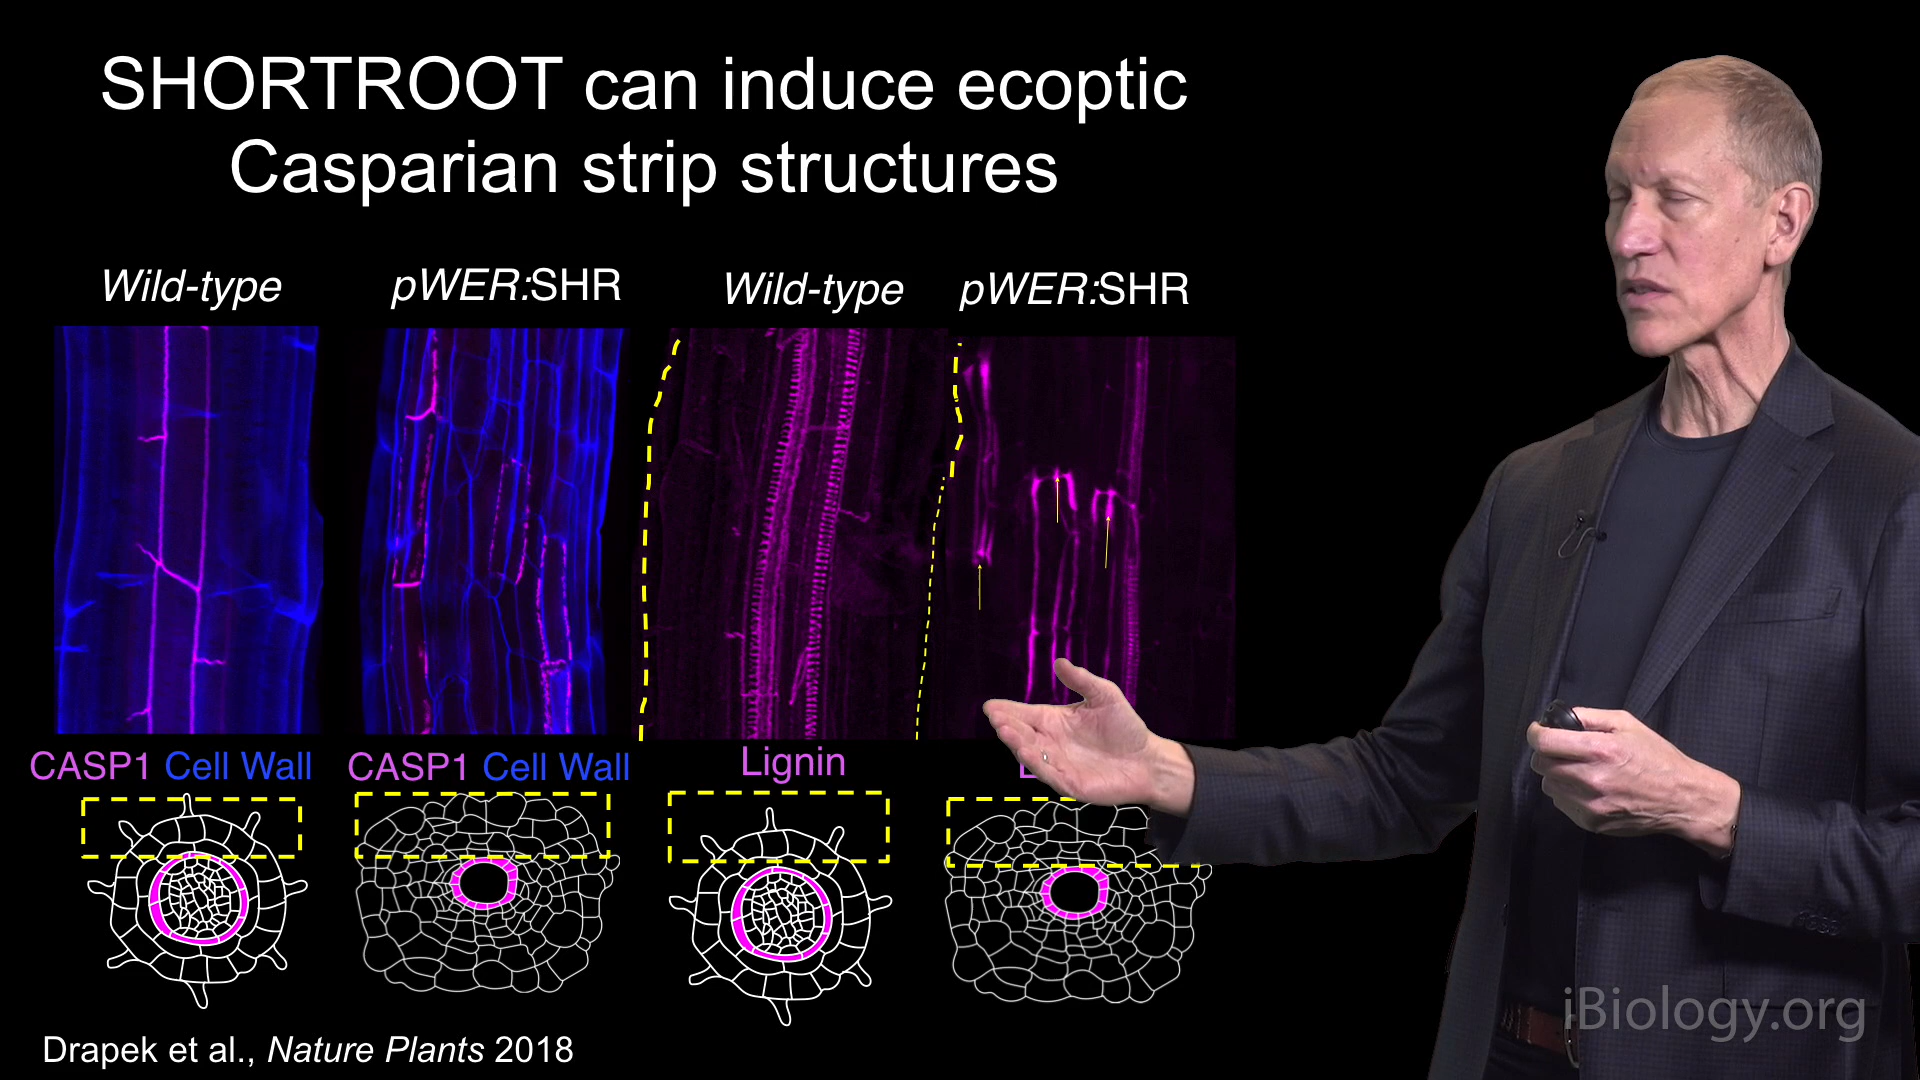 SHORTROOT can induce ecoptic
Casparian strip structures
Wild-type
pWER:SHR
Wild-type
pWER:SHR
CASP1 Cell Wall
CASP1 Cell Wall
Lignin
Drapek et al., Nature Plants 2018
iBiology.org